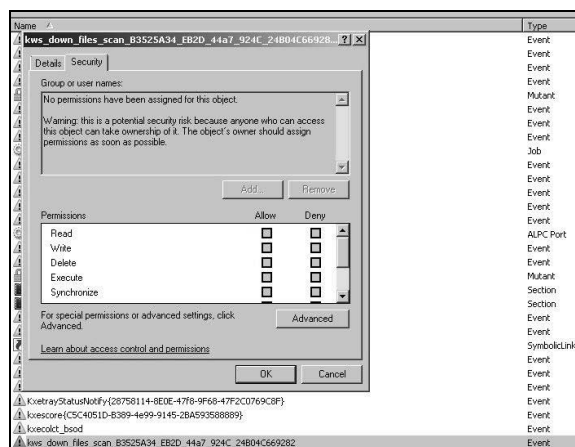 Name
Type
kws_down_files_scan_B3525A34_EB2D_44a7_924C_24B04C66928...
Details
Security
Group or user names:
No permissions have been assigned for this object.
Warning: this is a potential security risk because anyone who can access
this object can take ownership of it. The object's owner should assign
permissions as soon as possible.
Add...
Remove
Permissions
Allow
Deny
Read
Write
Delete
Execute
Synchronize
For special permissions or advanced settings, click
Advanced.
Advanced
Learn about access control and permissions
OK
Cancel
Event
Event
Event
Event
Mutant
Event
Event
Event
Job
Event
Event
Event
Event
Event
ALPC Port
Event
Event
Mutant
Section
Section
Event
Event
SymbolicLink
Event
Event
Event
KxetrayStatusNotify{28758114-8E0E-47f8-9F68-47F2C0769C8F}
Event
kxescore{C5C4051D-B389-4e99-9145-2BA593588889}
Event
kxecolct_bsod
Event
kws_down_files_scan_B3525A34_EB2D_44a7_924C_24B04C669282
Event